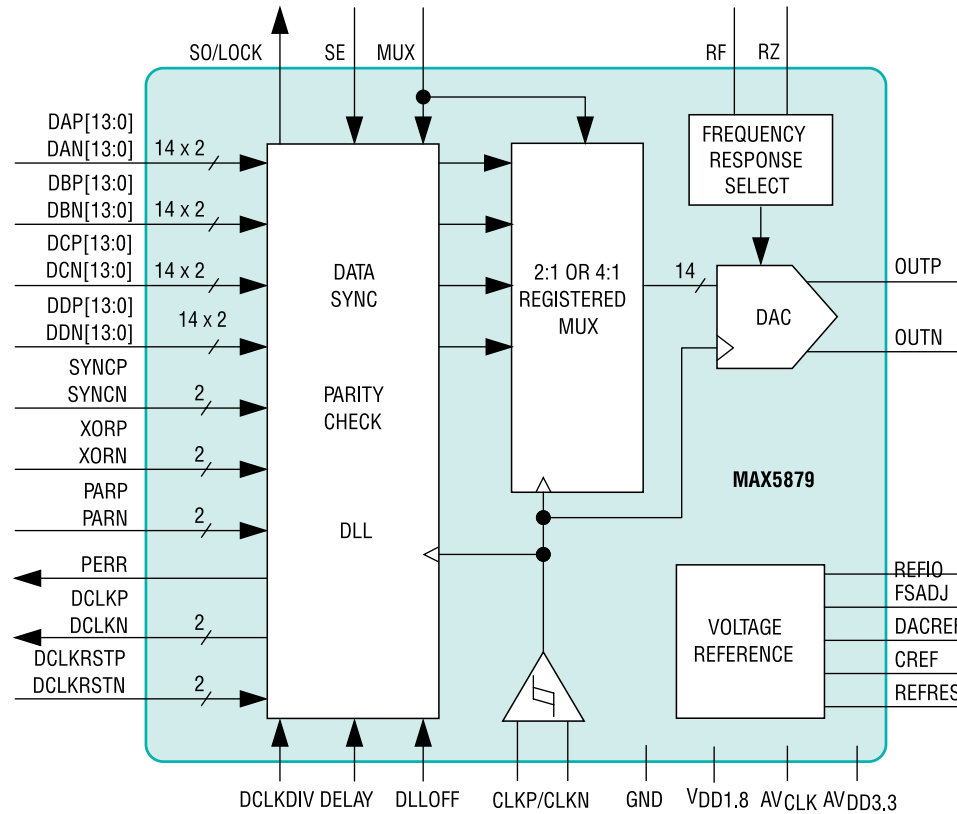 SO/LOCK SE MUX RF RZ
DAP[13:0]
DAN[13:0] 14 x 2
DBP[13:0]
DBN[13:0] 14 x 2
DCP[13:0]
DCN[13:0] 14 x 2
DDP[13:0]
DDN[13:0] 14 x 2
SYNCP
SYNCN 2
XORP
XORN 2
PARP
PARN 2
PERR
DCLKP
DCLKN 2
DCLKRSTP
DCLKRSTN 2
DATA
SYNC
PARITY
CHECK
DLL
2:1 OR 4:1
REGISTERED
MUX
FREQUENCY
RESPONSE
SELECT
14
DAC
OUTP
OUTN
MAX5879
VOLTAGE
REFERENCE
REFIO
FSADJ
DACREF
CREF
REFRES
DCLKDIV DELAY DLLOFF CLKP/CLKN GND VDD1.8 AVCLK AVDD3.3